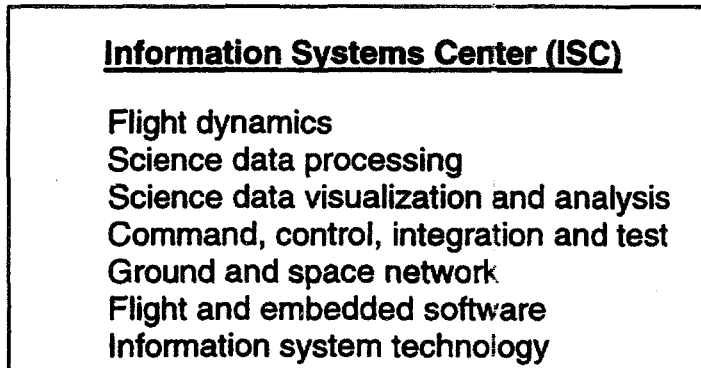 Information Systems Center (ISC)
Flight dynamics
Science data processing
Science data visualization and analysis
Command, control, integration and test
Ground and space network
Flight and embedded software
Information system technology